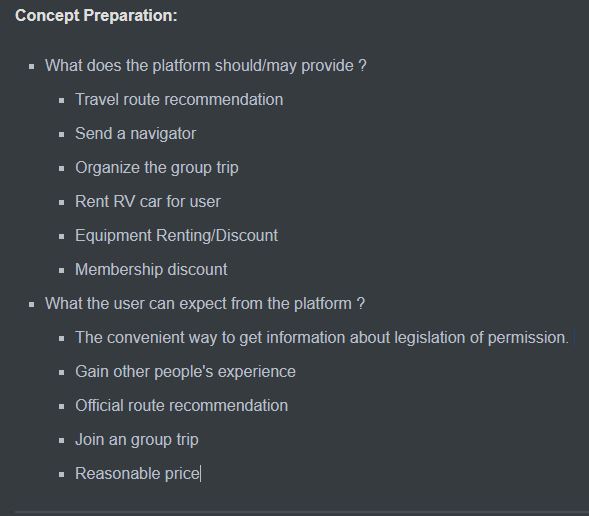 Concept Preparation:
What does the platform should/may provide ?
Travel route recommendation
Send a navigator
Organize the group trip
Rent RV car for user
Equipment Renting/Discount
Membership discount
What the user can expect from the platform ?
The convenient way to get information about legislation of permission.
Gain other people's experience
Official route recommendation
Join an group trip
Reasonable price